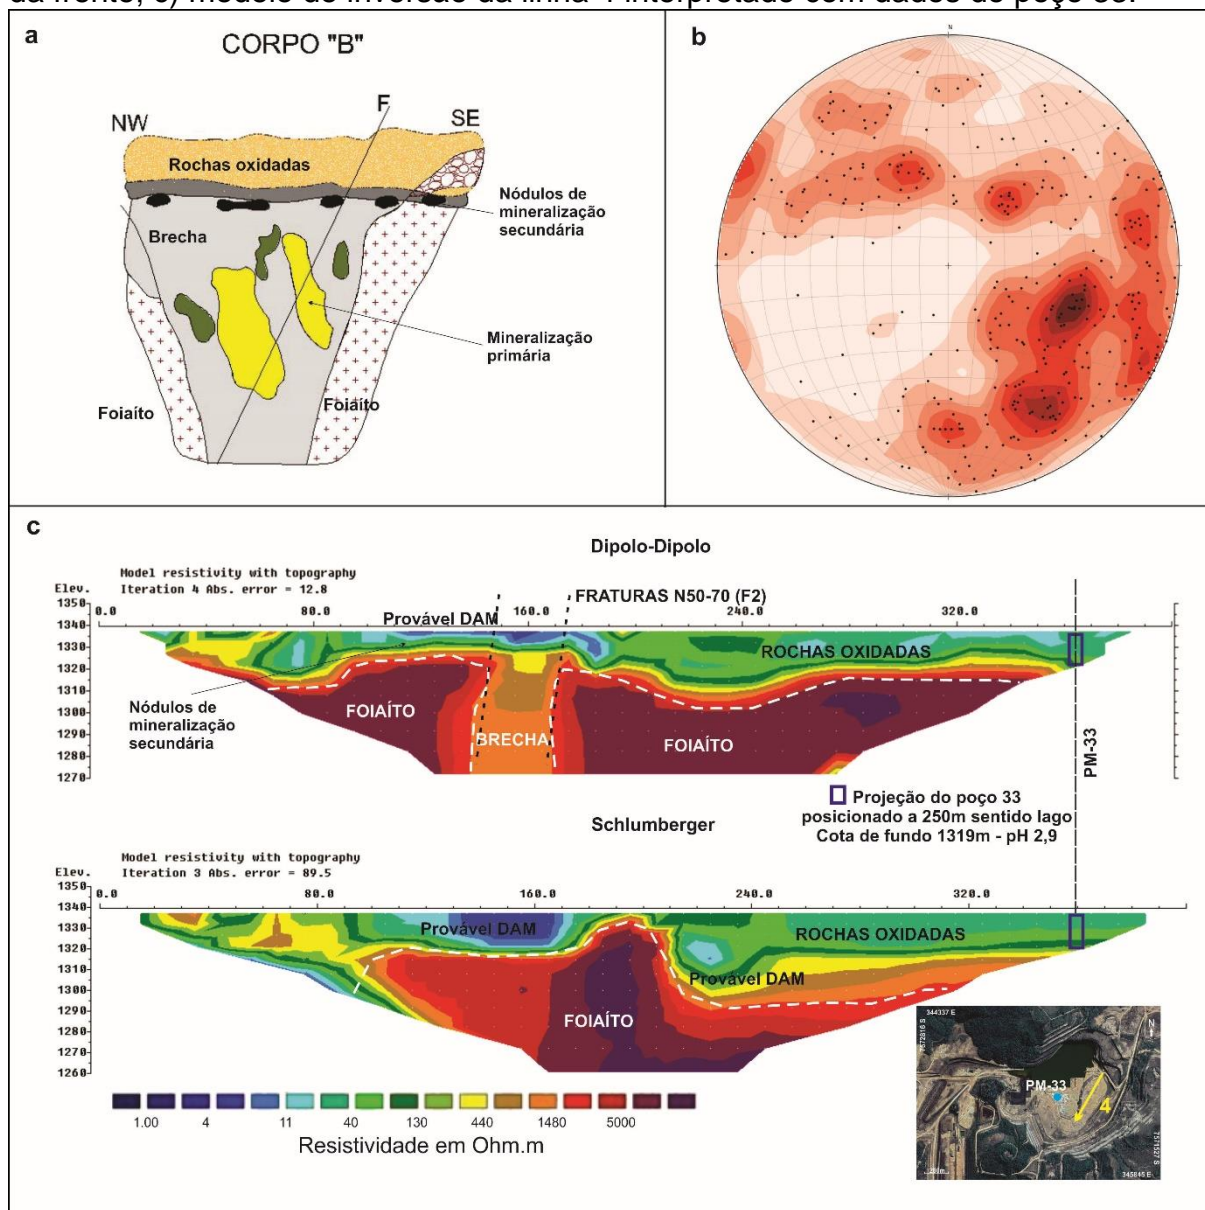 da frente; c) modelo de inversão da linha 4 interpretado com dados do poço 33.
a
CORPO "B"
NW
F
SE
Rochas oxidadas
Nódulos de
mineralização
secundária
Brecha
Mineralização
primária
Foiaíto
Foiaíto
b
N
c
Dipolo-Dipolo
Model resistivity with topography
Iteration 4 Abs. error = 12.8
Elev.
FRATURAS N50-70 (F2)
1350
0.0 80.0 160.0 240.0 320.0
Provável DAM
1340
1330
ROCHAS OXIDADAS
1320
1310
Nódulos de
mineralização
secundária
FOIAÍTO
1300
1290
BRECHA
FOIAÍTO
1280
1270
PM-33
Projeção do poço 33
posicionado a 250m sentido lago
Cota de fundo 1319m - pH 2,9
Schlumberger
Model resistivity with topography
Iteration 3 Abs. error = 89.5
Elev.
1350
0.0 80.0 160.0 240.0 320.0
1340
Provável DAM
ROCHAS OXIDADAS
1330
1320
1310
Provável DAM
1300
1290
FOIAÍTO
1280
1270
1260
1.00 4 11 40 130 440 1480 5000
Resistividade em Ohm.m
344337 E
N
PM-33
4
200m
345845 E
7571527 S